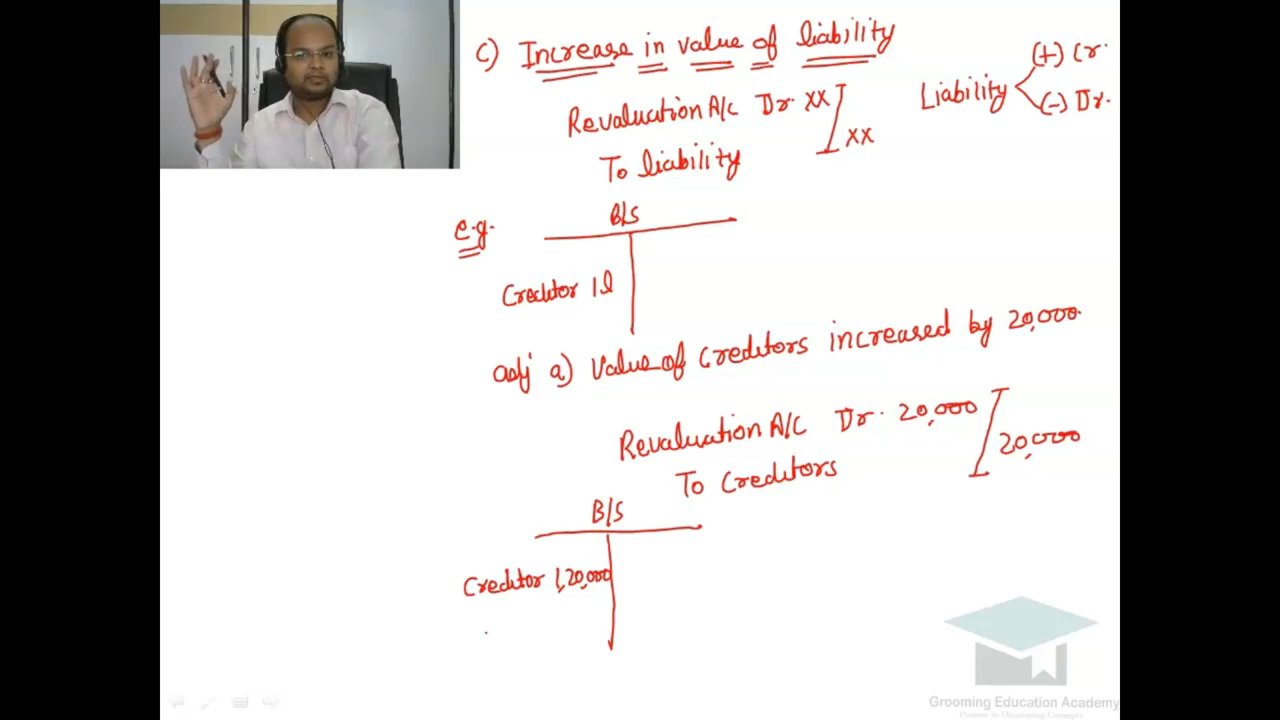 c) Increase in value of liability
Revaluation A/C Dr. xx
xx
To liability
Liability
(+) Cr.
(-) Dr.
e.g.
B/S
Creditor 1l
adj a) Value of creditors increased by 20,000.
Revaluation A/C Dr. 20,000
20,000
To Creditors
B/S
Creditor 1,20,000
Grooming Education Academy